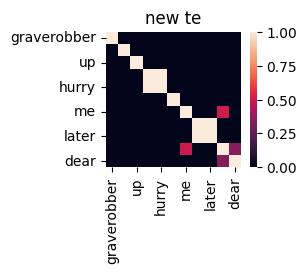 new te
graverobber
up
hurry
me
later
dear
1.00
0.75
0.50
0.25
0.00
graverobber
up
hurry
me
later
dear